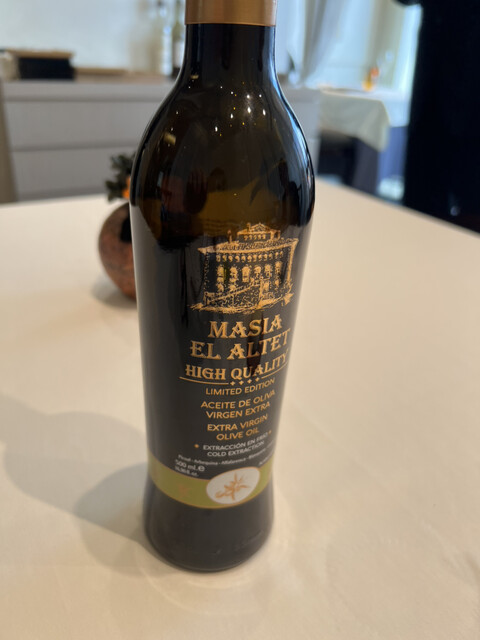 MASIA
EL ALTET
HIGH QUALITY
LIMITED EDITION
ACEITE DE OLIVA
VIRGEN EXTRA
EXTRA VIRGIN
OLIVE OIL
EXTRACCIÓN EN FRÍO
COLD EXTRACTION
500 ml. e